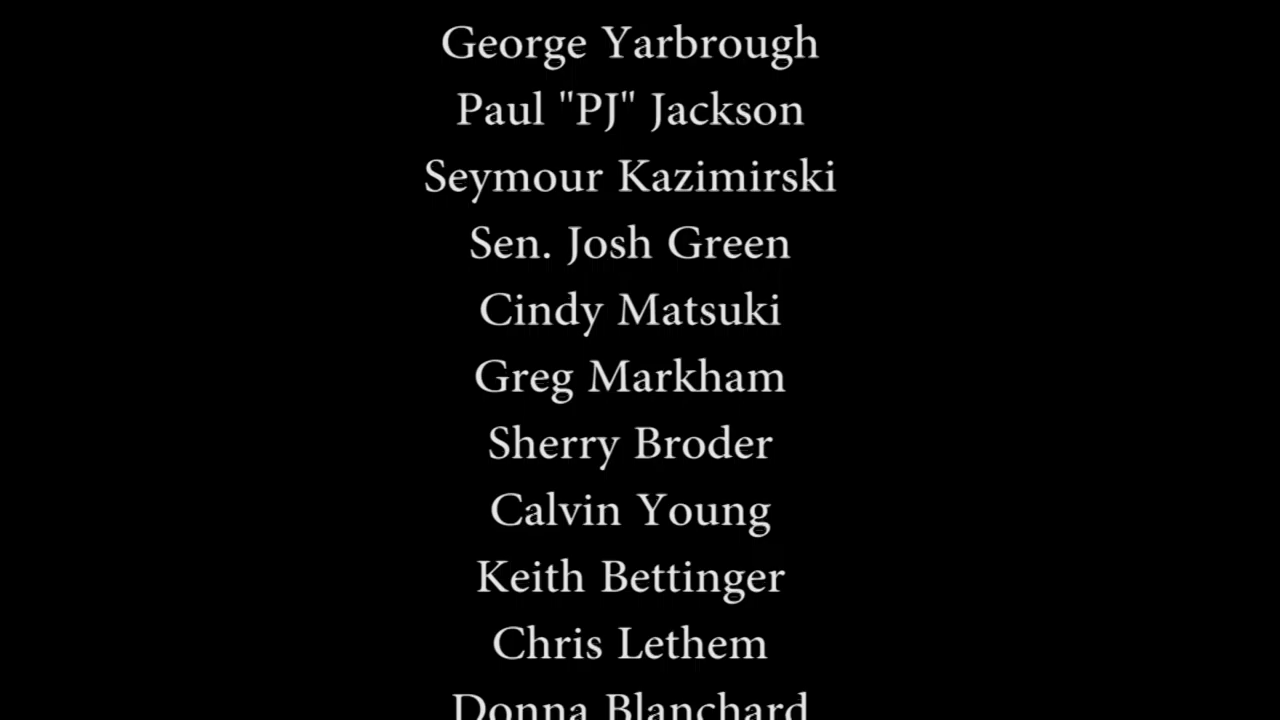 George Yarbrough
Paul "PJ" Jackson
Seymour Kazimirski
Sen. Josh Green
Cindy Matsuki
Greg Markham
Sherry Broder
Calvin Young
Keith Bettinger
Chris Lethem
Donna Blanchard